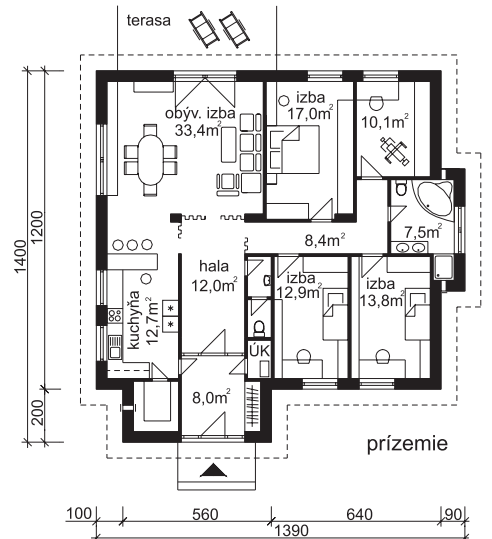 terasa
obýv. izba
33,4m²
izba
17,0m²
10,1m²
7,5m²
8,4m²
hala
12,0m²
izba
12,9m²
izba
13,8m²
kuchyňa
12,7m²
ÚK
8,0m²
prízemie
1400
1200
200
100
560
640
90
1390